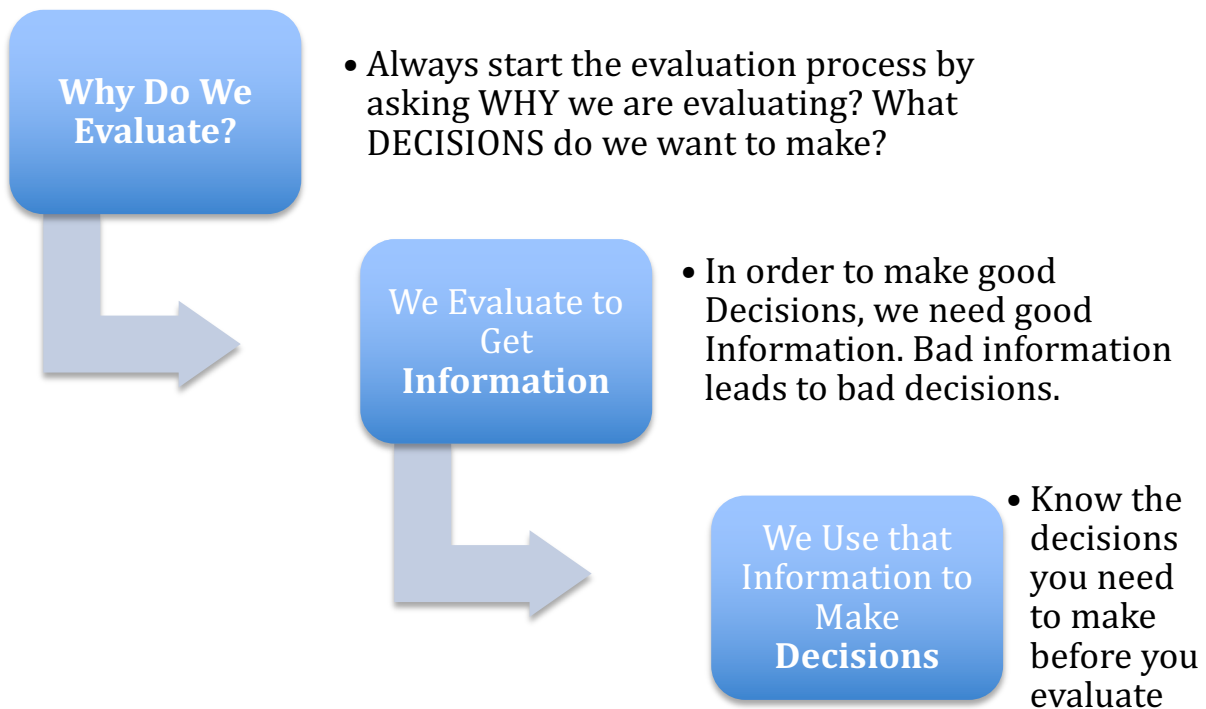 Why Do We
Evaluate?
• Always start the evaluation process by
asking WHY we are evaluating? What
DECISIONS do we want to make?
We Evaluate to
Get
Information
• In order to make good
Decisions, we need good
Information. Bad information
leads to bad decisions.
We Use that
Information to
Make
Decisions
• Know the
decisions
you need
to make
before you
evaluate